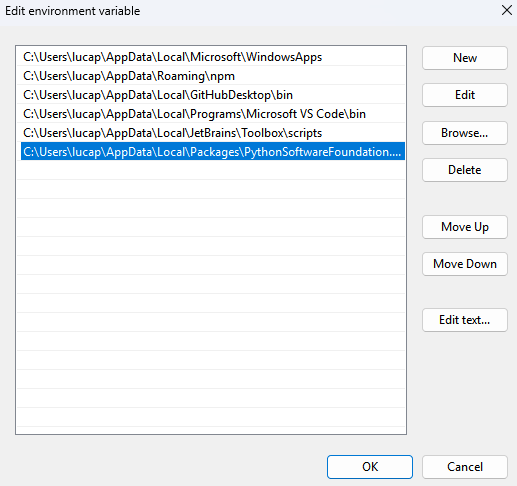 Edit environment variable
C:\Users\lucap\AppData\Local\Microsoft\WindowsApps
C:\Users\lucap\AppData\Roaming\npm
C:\Users\lucap\AppData\Local\GitHubDesktop\bin
C:\Users\lucap\AppData\Local\Programs\Microsoft VS Code\bin
C:\Users\lucap\AppData\Local\JetBrains\Toolbox\scripts
C:\Users\lucap\AppData\Local\Packages\PythonSoftwareFoundation....
New
Edit
Browse...
Delete
Move Up
Move Down
Edit text...
OK
Cancel